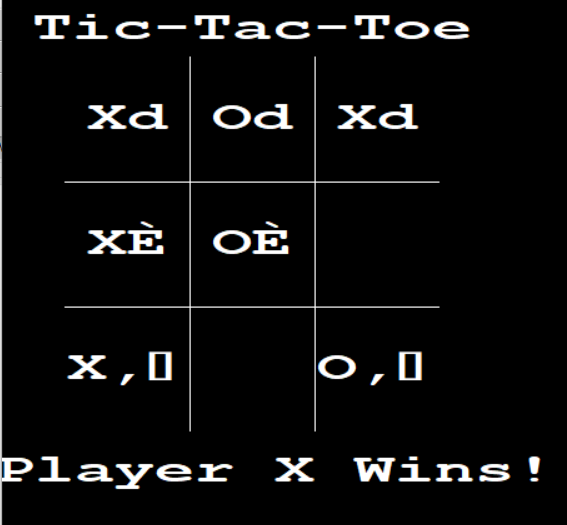 Tic-Tac-Toe
Xd Od Xd
XÈ OÈ
X,▯ O,▯
Player X Wins!